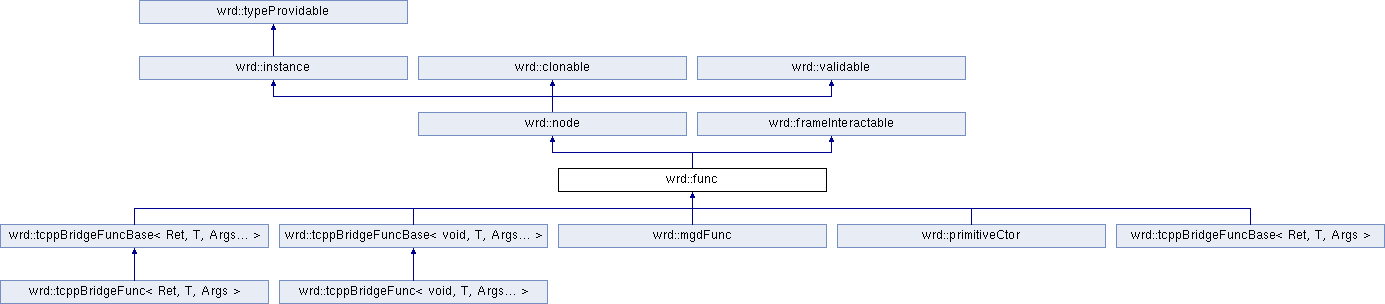 wrd::typeProvidable
wrd::instance
wrd::clonable
wrd::validable
wrd::node
wrd::frameInteractable
wrd::func
wrd::tcppBridgeFuncBase< Ret, T, Args... >
wrd::tcppBridgeFuncBase< void, T, Args... >
wrd::mgdFunc
wrd::primitiveCtor
wrd::tcppBridgeFuncBase< Ret, T, Args >
wrd::tcppBridgeFunc< Ret, T, Args >
wrd::tcppBridgeFunc< void, T, Args... >